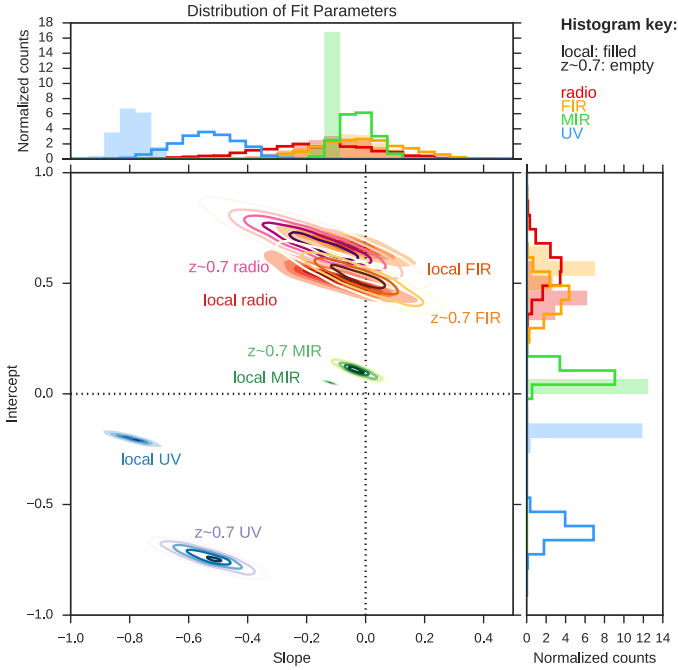 Distribution of Fit Parameters
Histogram key:
local: filled
z~0.7: empty
radio
FIR
MIR
UV
Normalized counts
18
16
14
12
10
8
6
4
2
0
Intercept
1.0
0.5
0.0
−0.5
−1.0
z~0.7 radio
local FIR
local radio
z~0.7 FIR
z~0.7 MIR
local MIR
local UV
z~0.7 UV
−1.0 −0.8 −0.6 −0.4 −0.2 0.0 0.2 0.4
Slope
0 2 4 6 8 10 12 14
Normalized counts